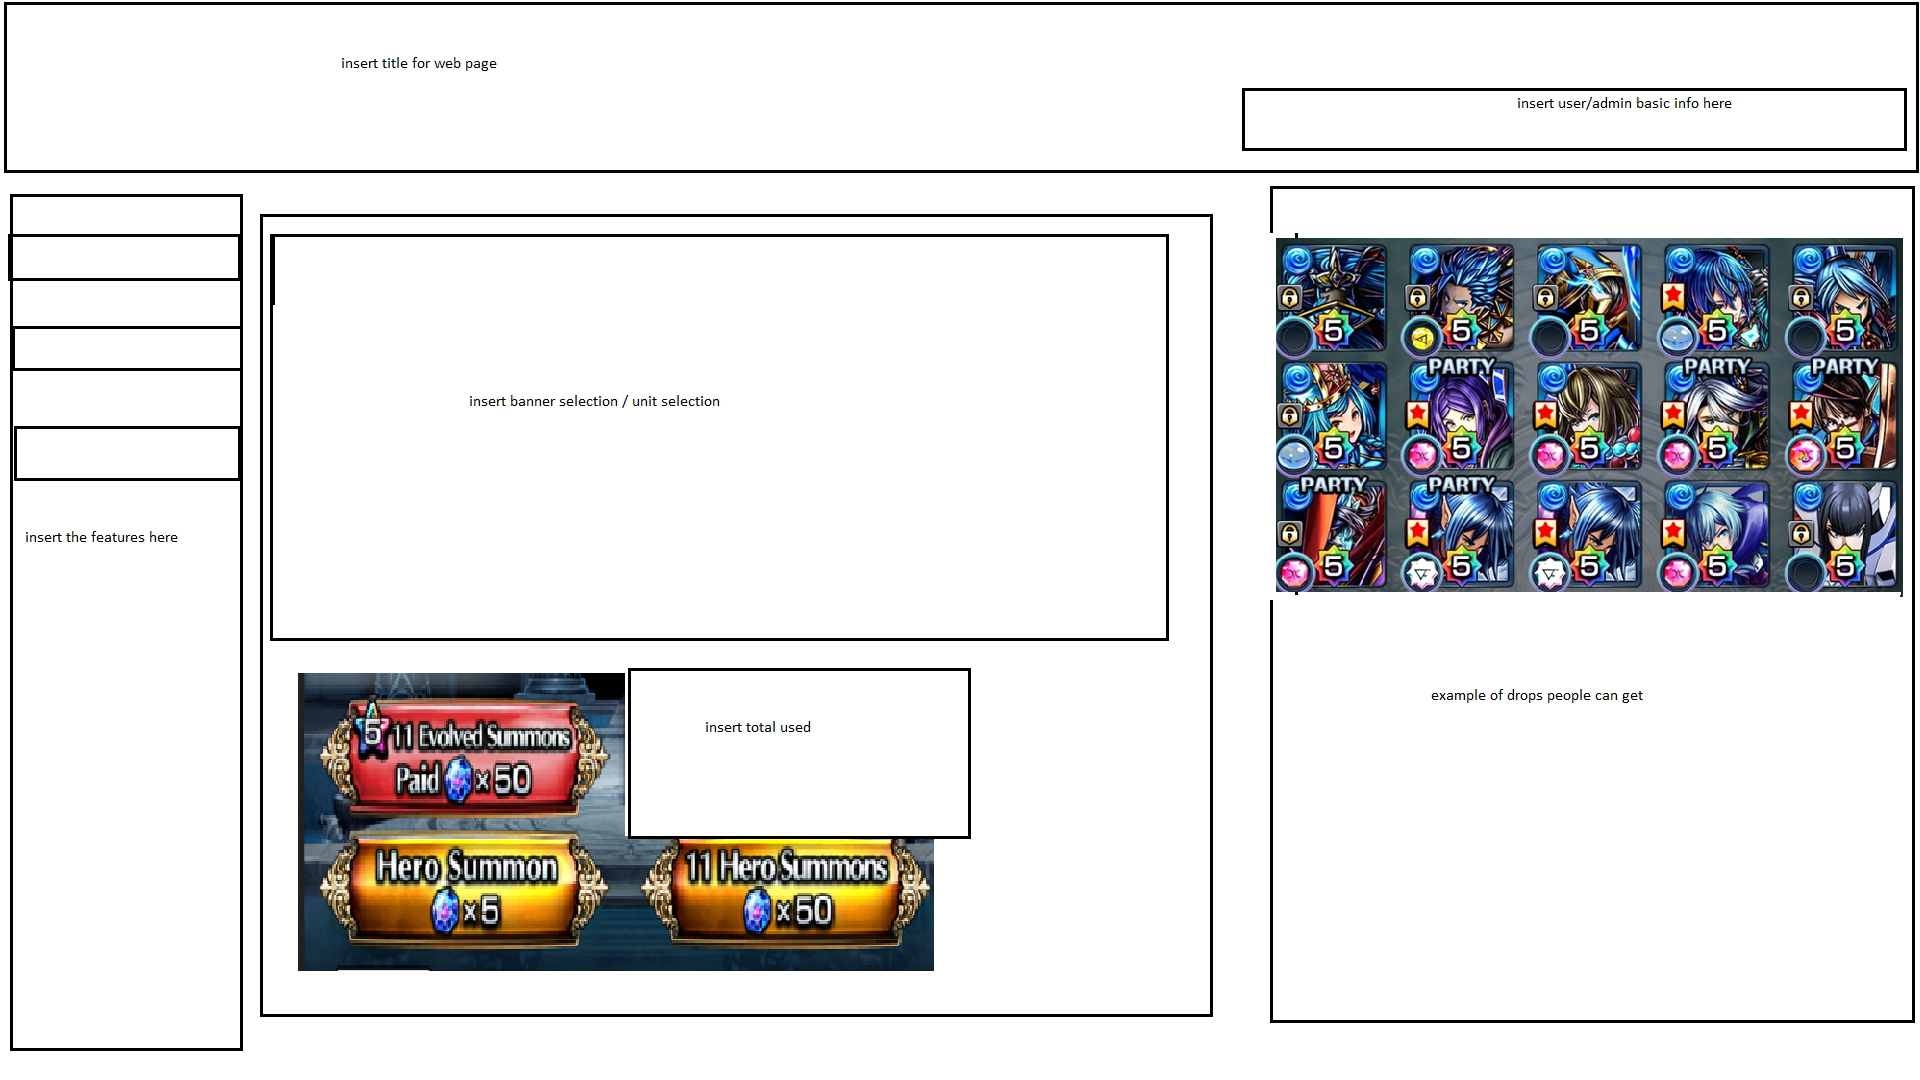 insert title for web page
insert user/admin basic info here
insert the features here
insert banner selection / unit selection
5 5 5 5 5
PARTY PARTY PARTY
5 5 5 5 5
PARTY PARTY
5 5 5 5 5
example of drops people can get
5 11 Evolved Summons
Paid x 50
insert total used
Hero Summon
x 5
11 Hero Summons
x 50